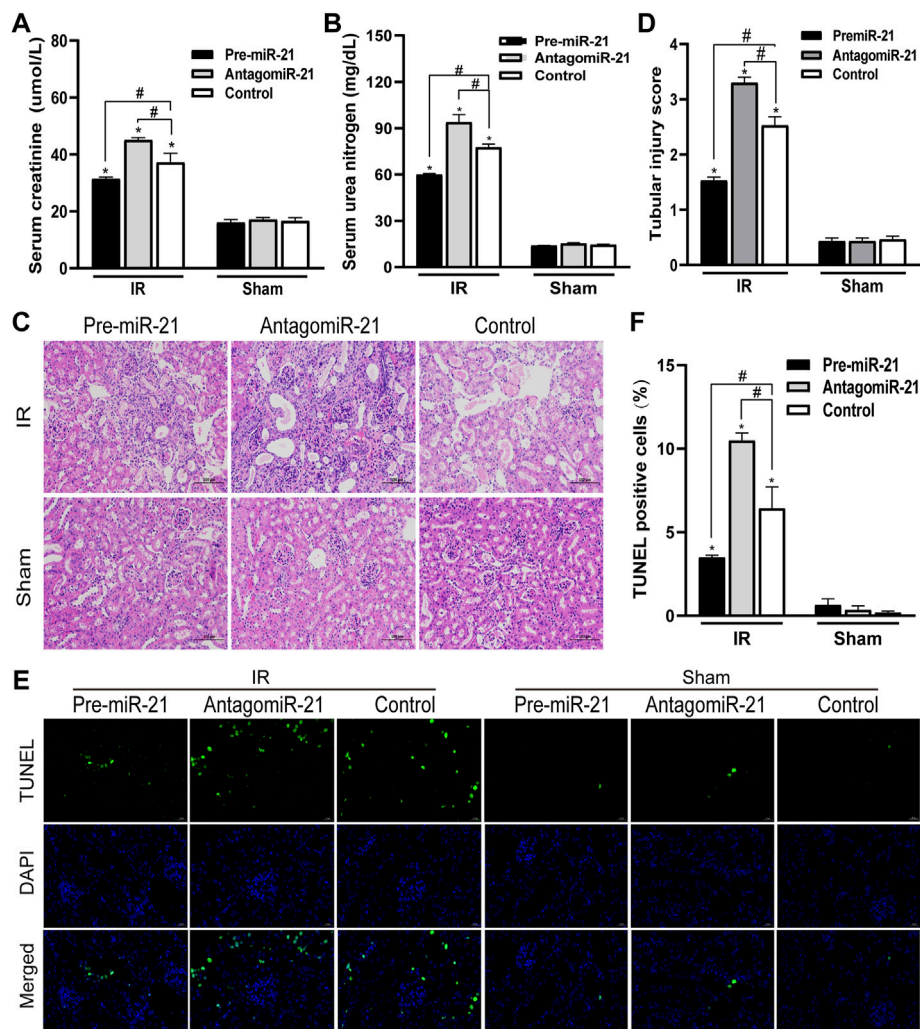 A
Serum creatinine (umol/L)
80
60
40
20
0
Pre-miR-21
AntagomiR-21
Control
#
#
*
*
*
IR
Sham
B
Serum urea nitrogen (mg/dL)
150
120
90
60
30
0
Pre-miR-21
AntagomiR-21
Control
#
#
*
*
*
IR
Sham
D
Tubular injury score
4
3
2
1
0
PremiR-21
AntagomiR-21
Control
#
#
*
*
*
IR
Sham
C
Pre-miR-21 AntagomiR-21 Control
IR
Sham
F
TUNEL positive cells (%)
15
10
5
0
Pre-miR-21
AntagomiR-21
Control
#
#
*
*
*
IR
Sham
E
IR Sham
Pre-miR-21 AntagomiR-21 Control Pre-miR-21 AntagomiR-21 Control
TUNEL
DAPI
Merged